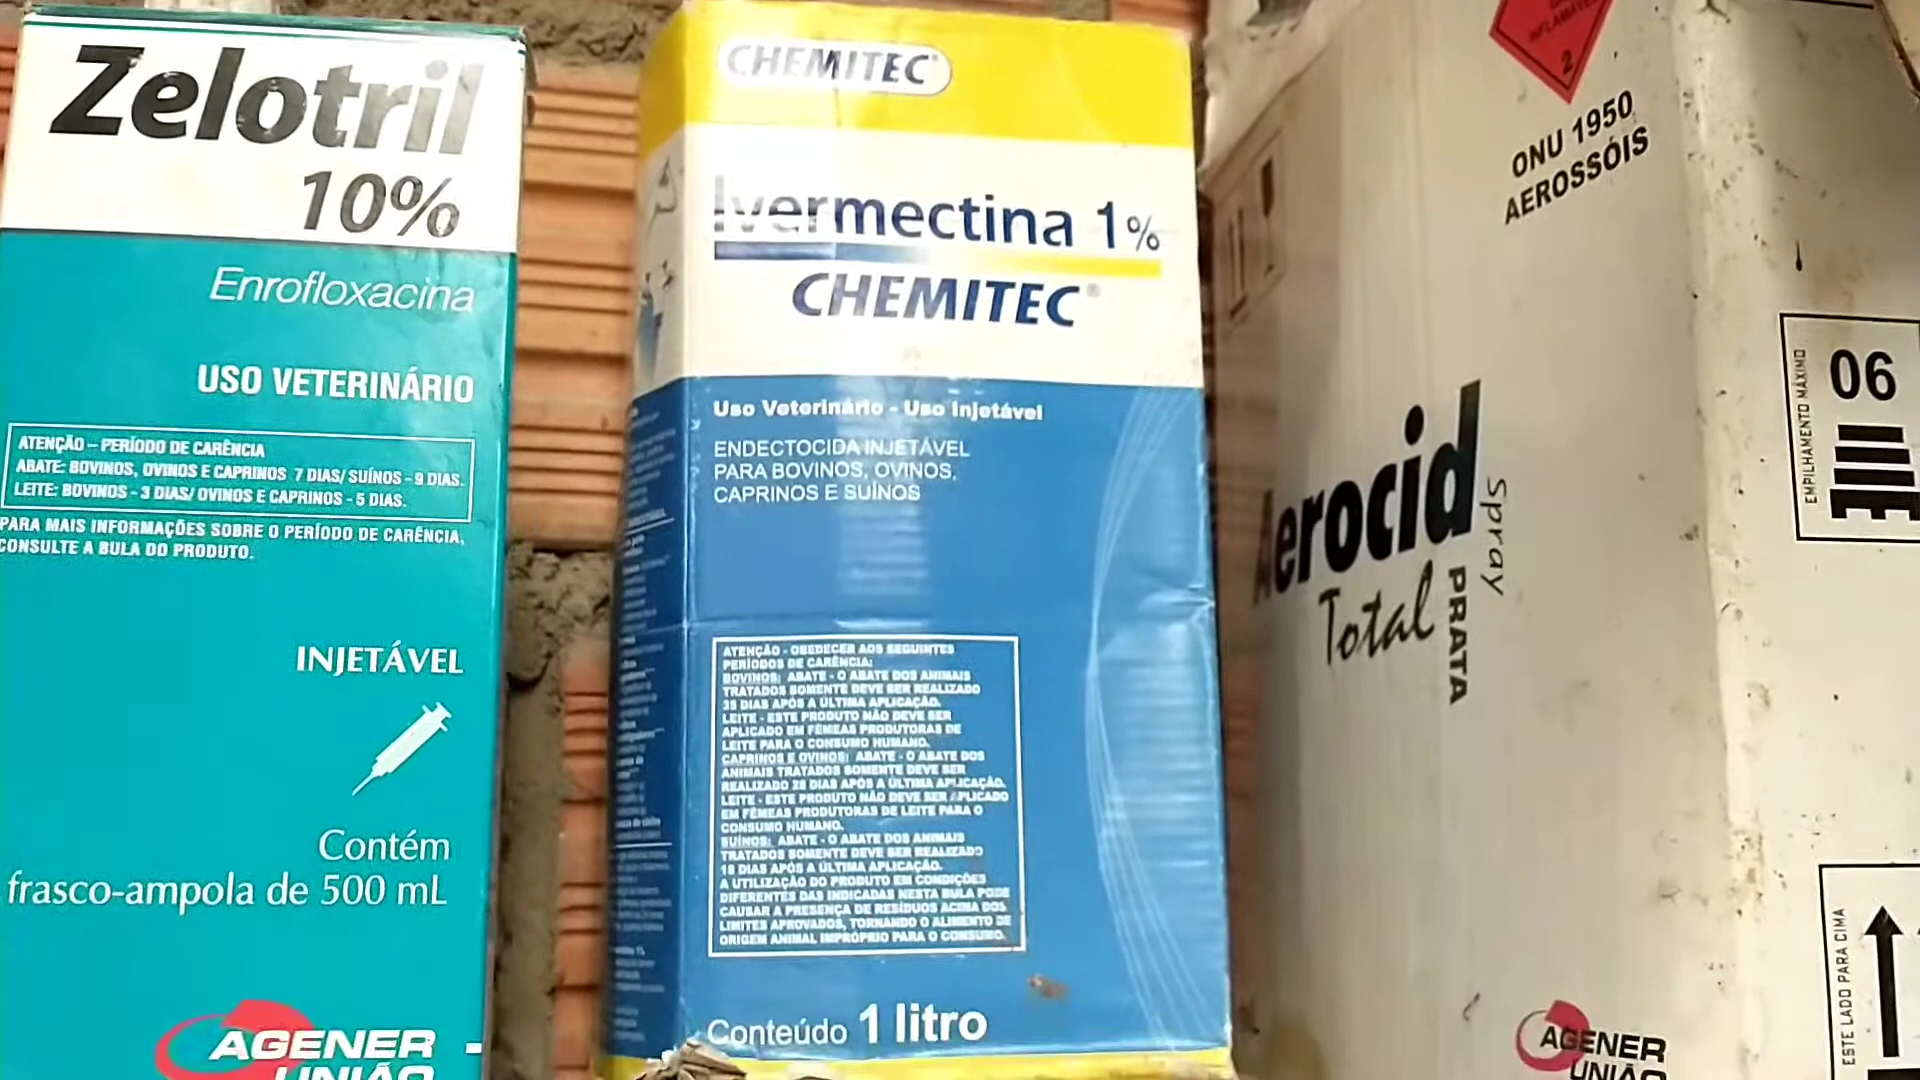 Zelotril
10%
Enrofloxacina
USO VETERINÁRIO
ATENÇÃO – PERÍODO DE CARÊNCIA
ABATE: BOVINOS, OVINOS E CAPRINOS 7 DIAS/ SUÍNOS - 9 DIAS.
LEITE: BOVINOS - 3 DIAS/ OVINOS E CAPRINOS - 5 DIAS.
PARA MAIS INFORMAÇÕES SOBRE O PERÍODO DE CARÊNCIA,
CONSULTE A BULA DO PRODUTO.
INJETÁVEL
Contém
frasco-ampola de 500 mL
AGENER
UNIÃO
CHEMITEC
Ivermectina 1%
CHEMITEC®
Uso Veterinário - Uso Injetável
ENDECTOCIDA INJETÁVEL
PARA BOVINOS, OVINOS,
CAPRINOS E SUÍNOS
ATENÇÃO - OBEDECER AOS SEGUINTES
PERÍODOS DE CARÊNCIA:
BOVINOS: ABATE - O ABATE DOS ANIMAIS
TRATADOS SOMENTE DEVE SER REALIZADO
35 DIAS APÓS A ÚLTIMA APLICAÇÃO.
LEITE - ESTE PRODUTO NÃO DEVE SER
APLICADO EM FÊMEAS PRODUTORAS DE
LEITE PARA O CONSUMO HUMANO.
CAPRINOS E OVINOS: ABATE - O ABATE DOS
ANIMAIS TRATADOS SOMENTE DEVE SER
REALIZADO 28 DIAS APÓS A ÚLTIMA APLICAÇÃO.
LEITE - ESTE PRODUTO NÃO DEVE SER APLICADO
EM FÊMEAS PRODUTORAS DE LEITE PARA O
CONSUMO HUMANO.
SUÍNOS: ABATE - O ABATE DOS ANIMAIS
TRATADOS SOMENTE DEVE SER REALIZADO
18 DIAS APÓS A ÚLTIMA APLICAÇÃO.
A UTILIZAÇÃO DO PRODUTO EM CONDIÇÕES
DIFERENTES DAS INDICADAS NESTA BULA PODE
CAUSAR A PRESENÇA DE RESÍDUOS ACIMA DOS
LIMITES APROVADOS, TORNANDO O ALIMENTO DE
ORIGEM ANIMAL IMPRÓPRIO PARA O CONSUMO.
Conteúdo 1 litro
2
ONU 1950
AEROSSÓIS
Aerocid
Spray
Total
PRATA
AGENER
UNIÃO
EMPILHAMENTO MÁXIMO
06
ESTE LADO PARA CIMA